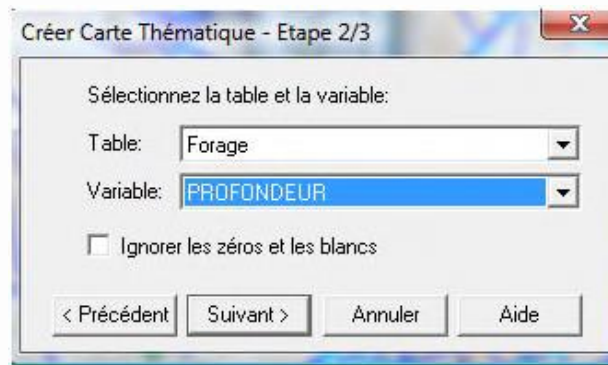 Créer Carte Thématique - Etape 2/3
Sélectionnez la table et la variable:
Table: Forage
Variable: PROFONDEUR
Ignorer les zéros et les blancs
< Précédent Suivant > Annuler Aide